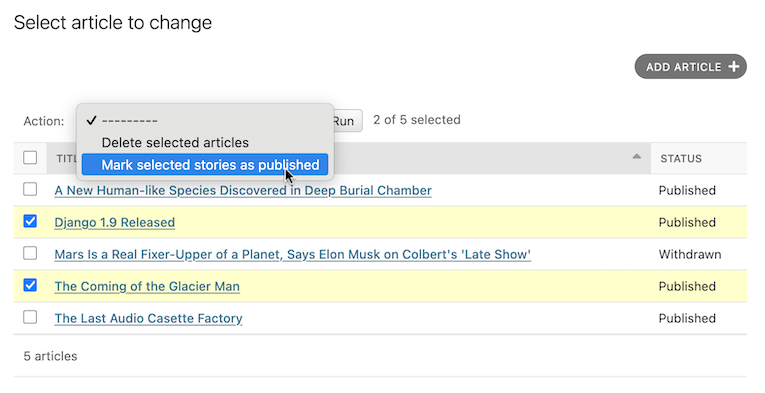 Select article to change
ADD ARTICLE +
Action:
✓ ---------
Run
2 of 5 selected
Delete selected articles
Mark selected stories as published
STATUS
A New Human-like Species Discovered in Deep Burial Chamber
Published
Django 1.9 Released
Published
Mars Is a Real Fixer-Upper of a Planet, Says Elon Musk on Colbert's 'Late Show'
Withdrawn
The Coming of the Glacier Man
Published
The Last Audio Casette Factory
Published
5 articles